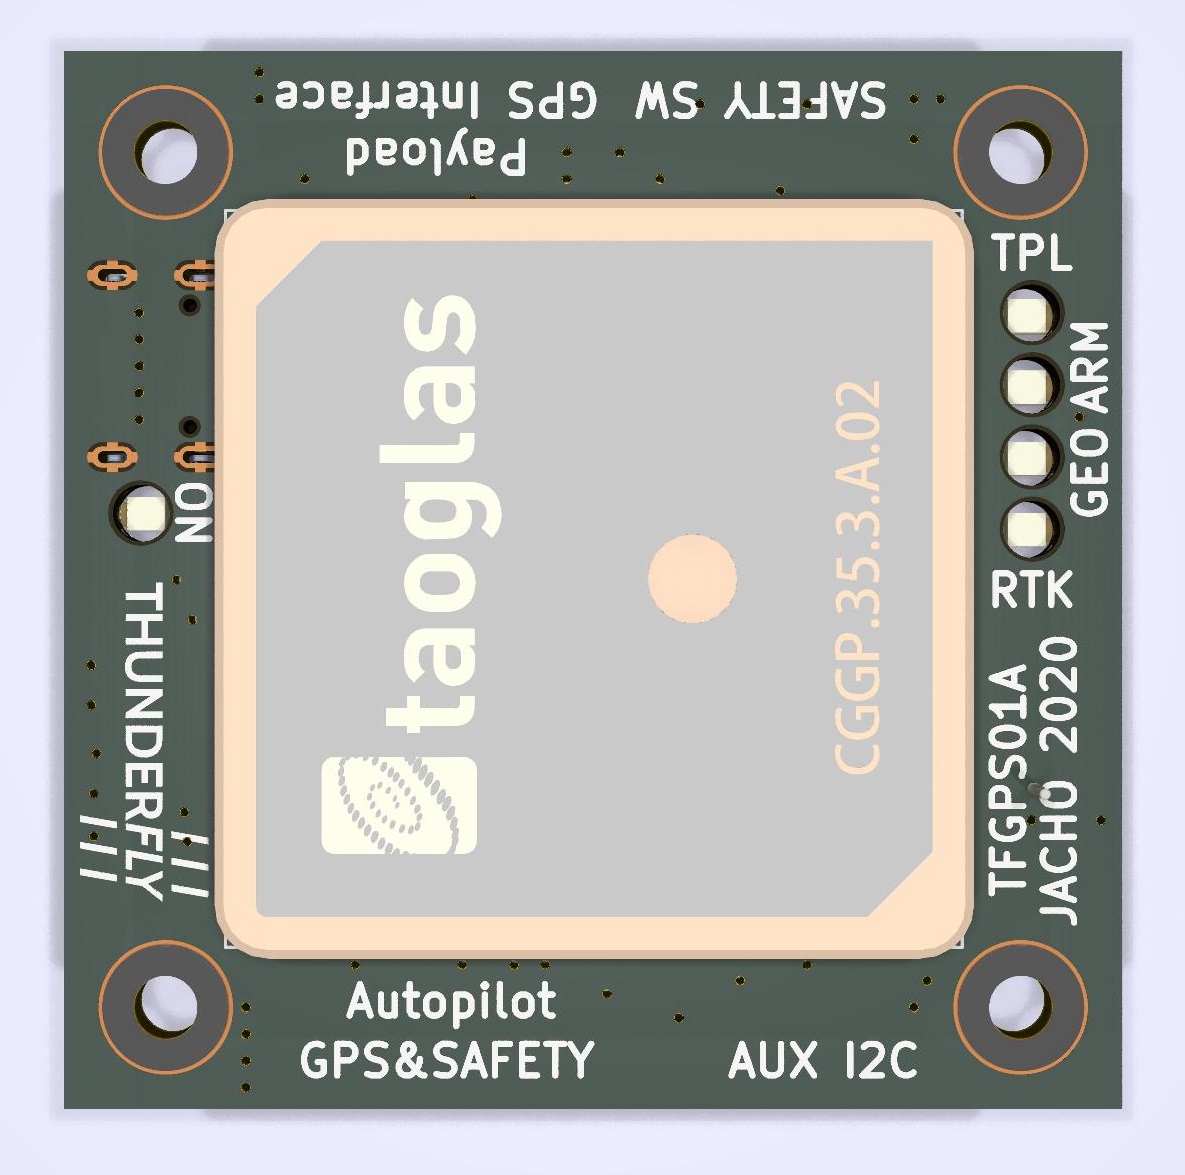 GPS Interface
Payload
SAFETY SW
TPL
ARM
GEO
RTK
ON
THUNDERFLY
taoglas
CGGP.35.3.A.02
TFGPS01A
JACHO 2020
Autopilot
GPS&SAFETY
AUX I2C